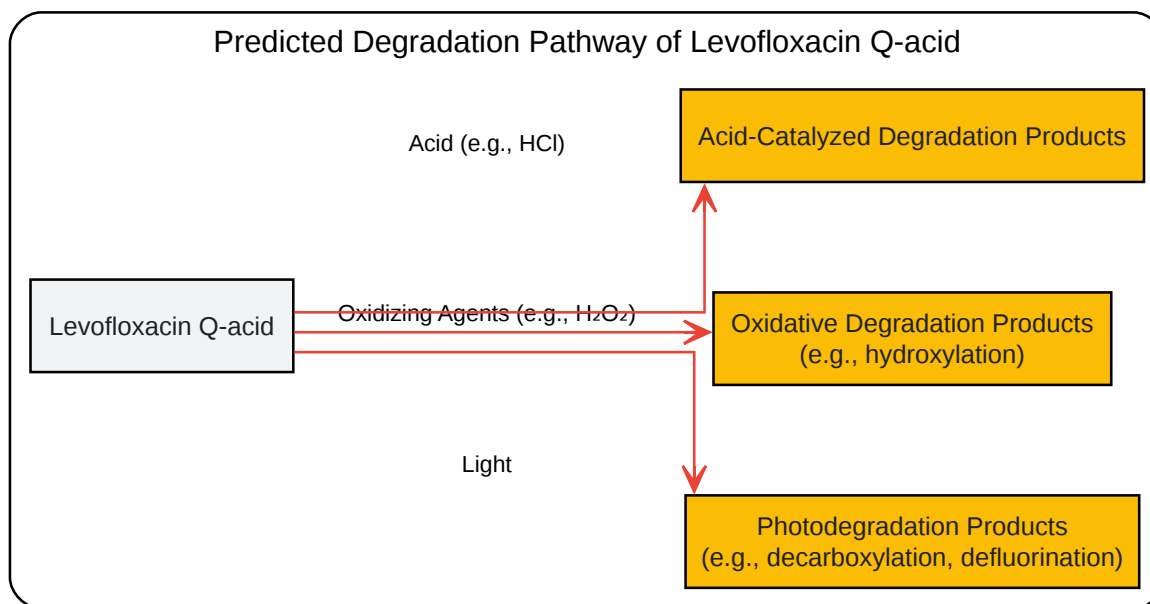 Predicted Degradation Pathway of Levofloxacin Q-acid
Acid (e.g., HCl)
Acid-Catalyzed Degradation Products
Levofloxacin Q-acid
Oxidizing Agents (e.g., H₂O₂)
Oxidative Degradation Products
(e.g., hydroxylation)
Light
Photodegradation Products
(e.g., decarboxylation, defluorination)